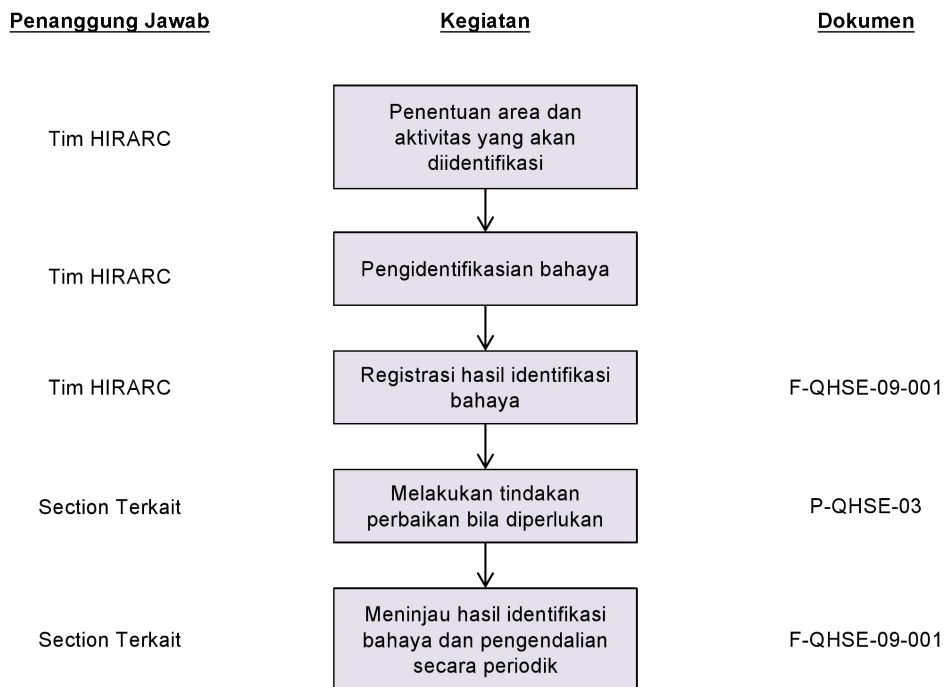 Penanggung Jawab Kegiatan Dokumen
Tim HIRARC
Penentuan area dan
aktivitas yang akan
diidentifikasi
Tim HIRARC
Pengidentifikasian bahaya
Tim HIRARC
Registrasi hasil identifikasi
bahaya
F-QHSE-09-001
Section Terkait
Melakukan tindakan
perbaikan bila diperlukan
P-QHSE-03
Section Terkait
Meninjau hasil identifikasi
bahaya dan pengendalian
secara periodik
F-QHSE-09-001